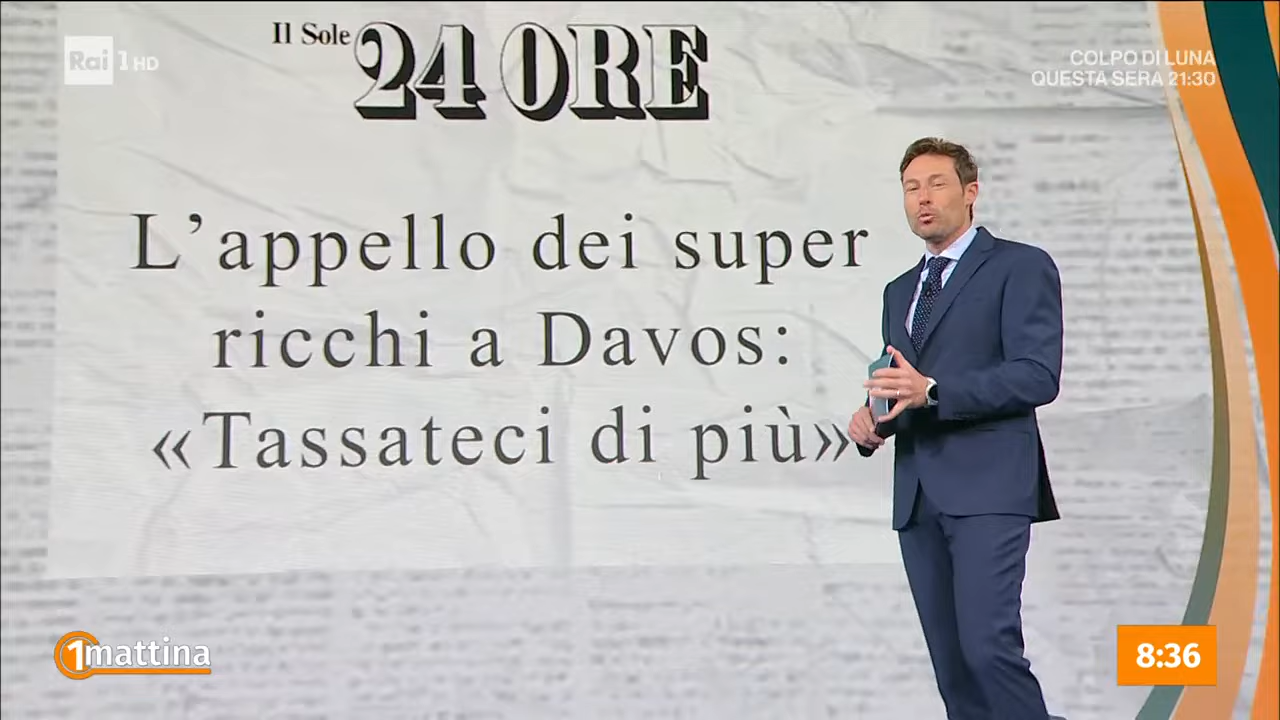 Il Sole
24 ORE
Rai 1 HD
COLPO DI LUNA
QUESTA SERA 21:30
L’appello dei super
ricchi a Davos:
«Tassateci di più»
1mattina
8:36